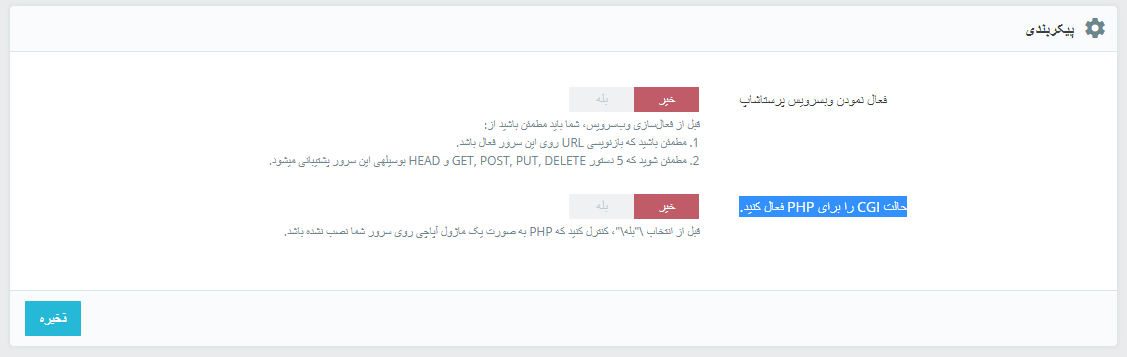 پیکربندی
فعال نمودن وبسرویس پرستاشاپ
خیر
بله
قبل از فعال‌سازی وب‌سرویس، شما باید مطمئن باشید از:
1. مطمئن باشید که بازنویسی URL روی این سرور فعال باشد.
2. مطمئن شوید که 5 دستور GET, POST, PUT, DELETE و HEAD بوسیلهی این سرور پشتیبانی میشود.
حالت CGI را برای PHP فعال کنید.
خیر
بله
قبل از انتخاب \"بله\"، کنترل کنید که PHP به صورت یک ماژول آپاچی روی سرور شما نصب نشده باشد.
ذخیره